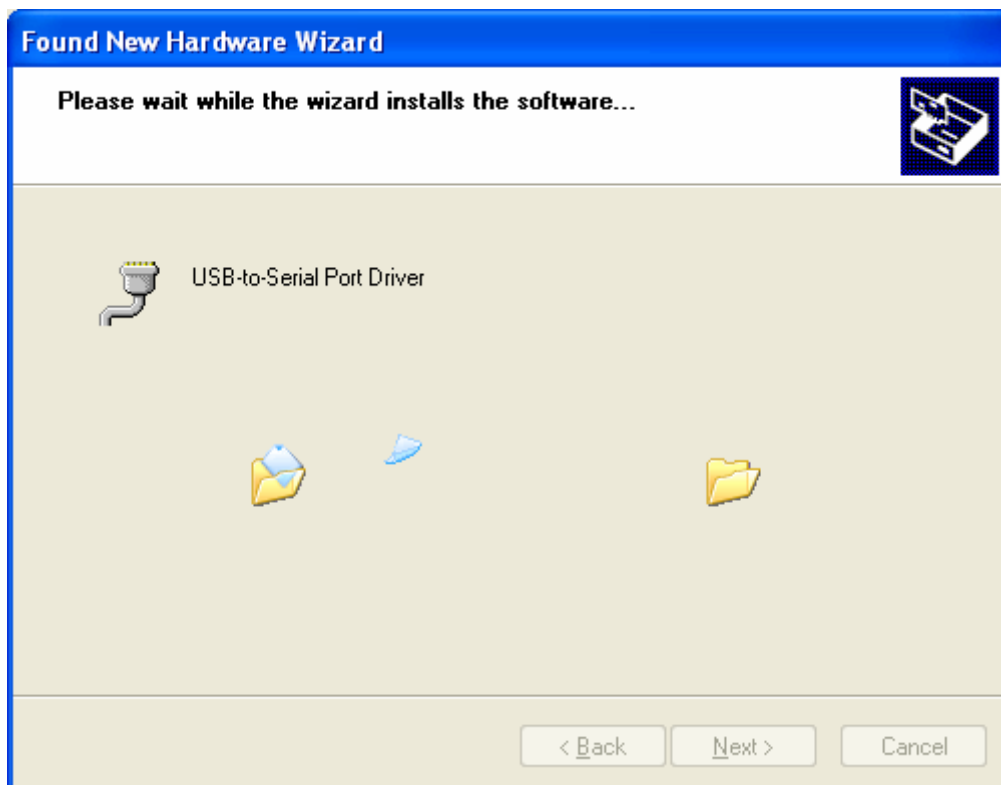 Found New Hardware Wizard
Please wait while the wizard installs the software...
USB-to-Serial Port Driver
< Back Next > Cancel